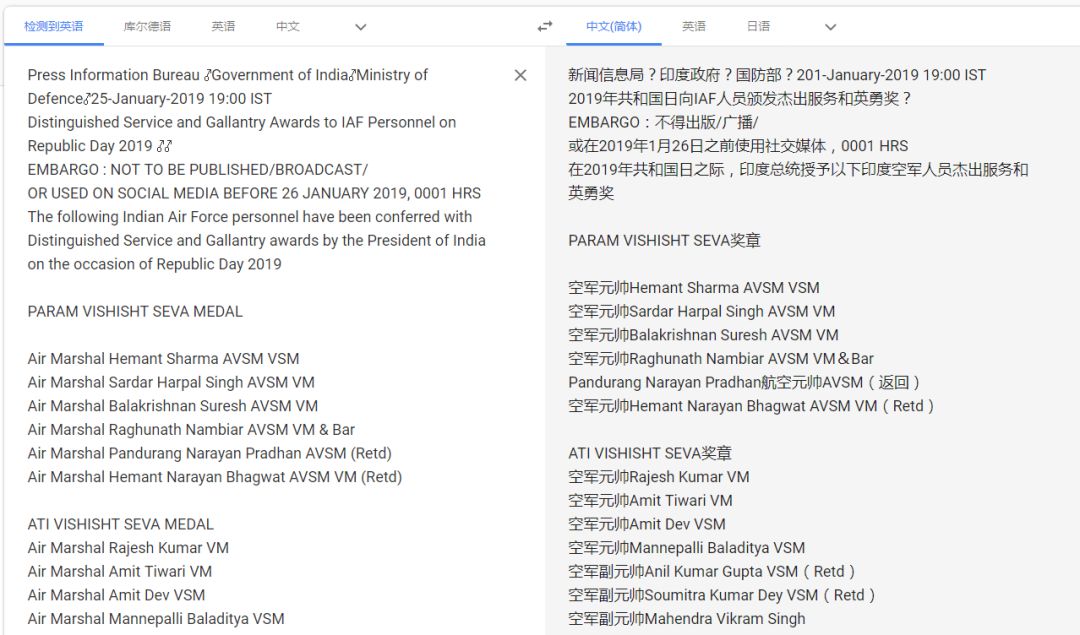 检测到英语 库尔德语 英语 中文
中文(简体) 英语 日语
Press Information Bureau Government of India Ministry of
Defence 25-January-2019 19:00 IST
Distinguished Service and Gallantry Awards to IAF Personnel on
Republic Day 2019
EMBARGO : NOT TO BE PUBLISHED/BROADCAST/
OR USED ON SOCIAL MEDIA BEFORE 26 JANUARY 2019, 0001 HRS
The following Indian Air Force personnel have been conferred with
Distinguished Service and Gallantry awards by the President of India
on the occasion of Republic Day 2019
PARAM VISHISHT SEVA MEDAL
Air Marshal Hemant Sharma AVSM VSM
Air Marshal Sardar Harpal Singh AVSM VM
Air Marshal Balakrishnan Suresh AVSM VM
Air Marshal Raghunath Nambiar AVSM VM & Bar
Air Marshal Pandurang Narayan Pradhan AVSM (Retd)
Air Marshal Hemant Narayan Bhagwat AVSM VM (Retd)
ATI VISHISHT SEVA MEDAL
Air Marshal Rajesh Kumar VM
Air Marshal Amit Tiwari VM
Air Marshal Amit Dev VSM
Air Marshal Mannepalli Baladitya VSM
新闻信息局？印度政府？国防部？201-January-2019 19:00 IST
2019年共和国日向IAF人员颁发杰出服务和英勇奖？
EMBARGO：不得出版/广播/
或在2019年1月26日之前使用社交媒体，0001 HRS
在2019年共和国日之际，印度总统授予以下印度空军人员杰出服务和
英勇奖
PARAM VISHISHT SEVA奖章
空军元帅Hemant Sharma AVSM VSM
空军元帅Sardar Harpal Singh AVSM VM
空军元帅Balakrishnan Suresh AVSM VM
空军元帅Raghunath Nambiar AVSM VM＆Bar
Pandurang Narayan Pradhan航空元帅AVSM（返回）
空军元帅Hemant Narayan Bhagwat AVSM VM（Retd）
ATI VISHISHT SEVA奖章
空军元帅Rajesh Kumar VM
空军元帅Amit Tiwari VM
空军元帅Amit Dev VSM
空军元帅Mannepalli Baladitya VSM
空军副元帅Anil Kumar Gupta VSM（Retd）
空军副元帅Soumitra Kumar Dey VSM（Retd）
空军副元帅Mahendra Vikram Singh